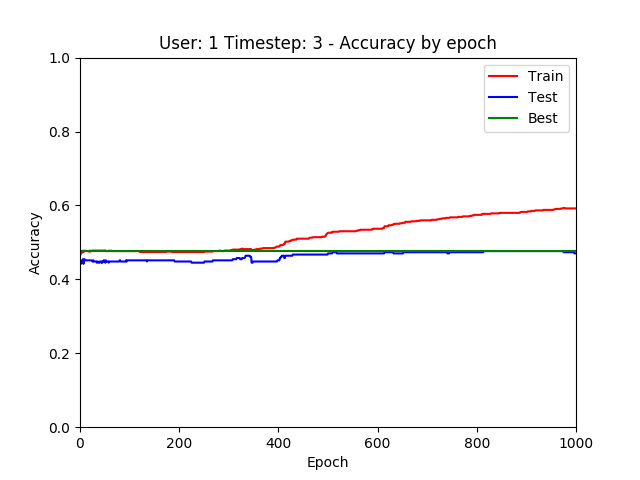 User: 1 Timestep: 3 - Accuracy by epoch
1.0
0.8
0.6
0.4
0.2
0.0
Accuracy
Train
Test
Best
0 200 400 600 800 1000
Epoch